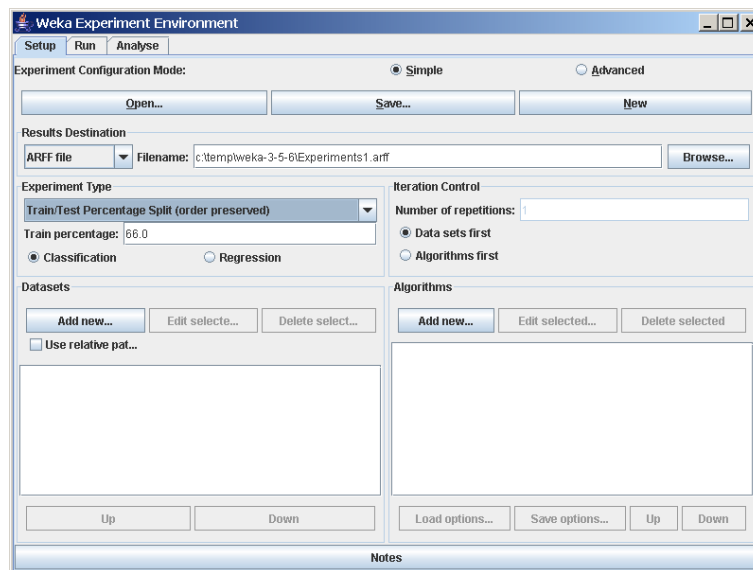 Weka Experiment Environment
Setup Run Analyse
Experiment Configuration Mode: Simple Advanced
Open... Save... New
Results Destination
ARFF file Filename: c:\temp\weka-3-5-6\Experiments1.arff Browse...
Experiment Type Iteration Control
Train/Test Percentage Split (order preserved) Number of repetitions: 1
Train percentage: 66.0 Data sets first
Classification Regression Algorithms first
Datasets Algorithms
Add new... Edit selecte... Delete select... Add new... Edit selected... Delete selected
Use relative pat...
Up Down Load options... Save options... Up Down
Notes